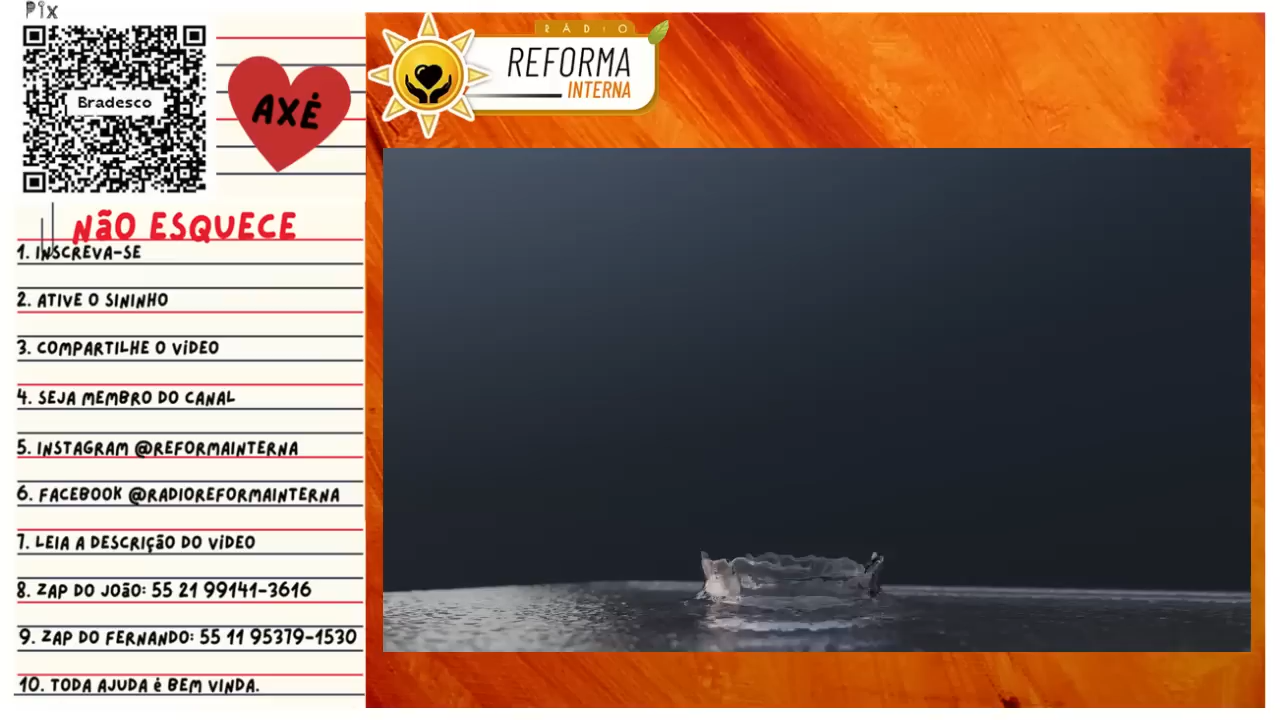 Pix
Bradesco
AXÉ
NÃO ESQUECE
1. INSCREVA-SE
2. ATIVE O SININHO
3. COMPARTILHE O VÍDEO
4. SEJA MEMBRO DO CANAL
5. INSTAGRAM @REFORMAINTERNA
6. FACEBOOK @RADIOREFORMAINTERNA
7. LEIA A DESCRIÇÃO DO VÍDEO
8. ZAP DO JOÃO: 55 21 99141-3616
9. ZAP DO FERNANDO: 55 11 95379-1530
10. TODA AJUDA É BEM VINDA.
RÁDIO
REFORMA
INTERNA